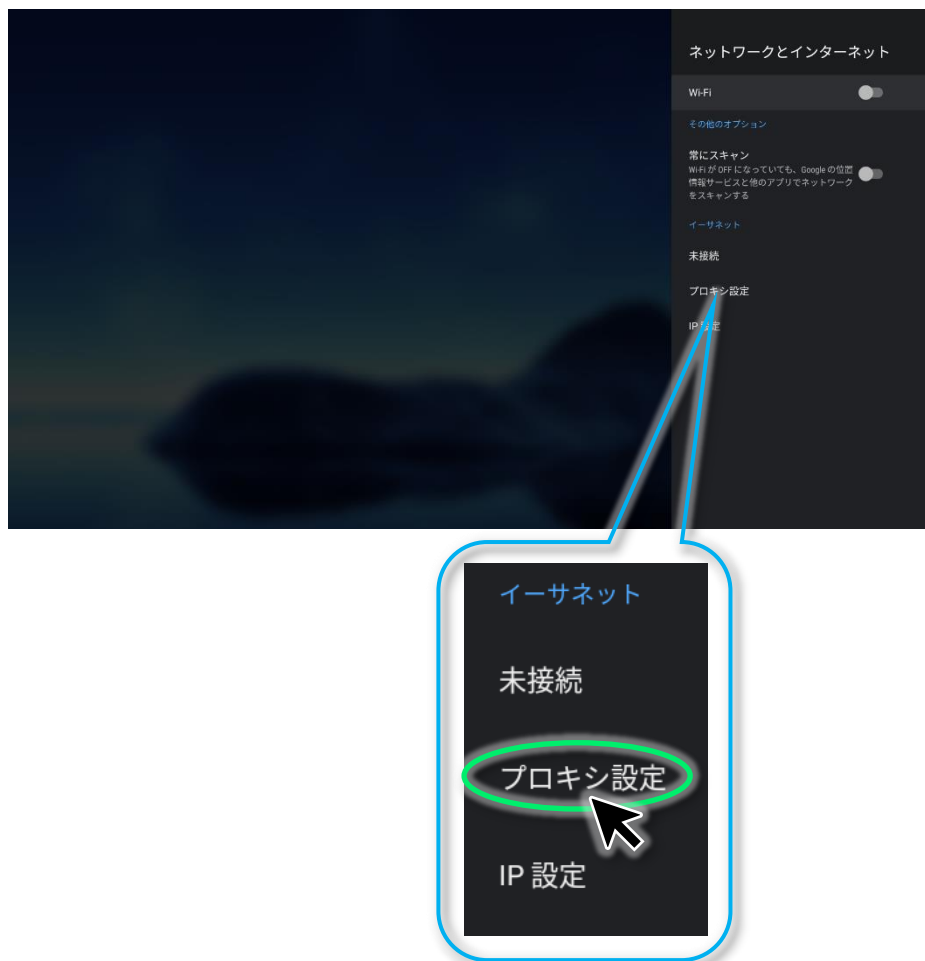 ネットワークとインターネット
Wi-Fi
その他のオプション
常にスキャン
Wi-Fi が OFF になっていても、Google の位置
情報サービスと他のアプリでネットワーク
をスキャンする
イーサネット
未接続
プロキシ設定
IP 設定
イーサネット
未接続
プロキシ設定
IP 設定